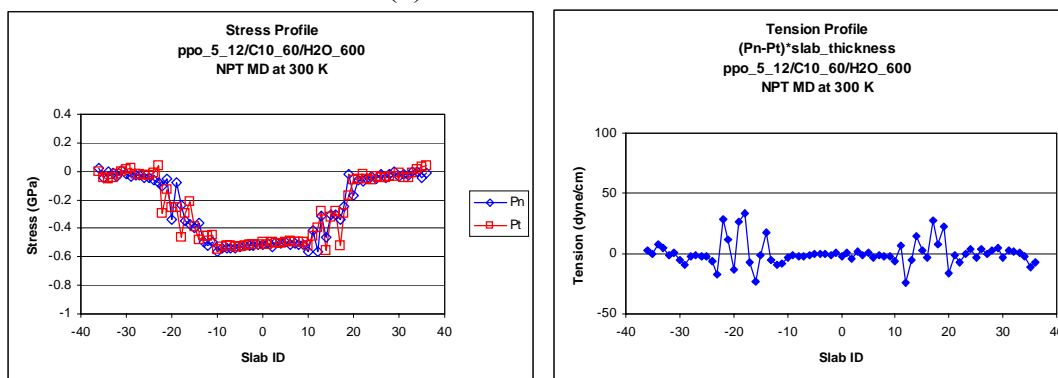 Stress Profile
ppo_5_12/C10_60/H2O_600
NPT MD at 300 K
0.4
0.2
0
-0.2
-0.4
-0.6
-0.8
-1
-40 -30 -20 -10 0 10 20 30 40
Stress (GPa)
Slab ID
Pn
Pt
Tension Profile
(Pn-Pt)*slab_thickness
ppo_5_12/C10_60/H2O_600
NPT MD at 300 K
100
50
0
-50
-40 -30 -20 -10 0 10 20 30 40
Tension (dyne/cm)
Slab ID